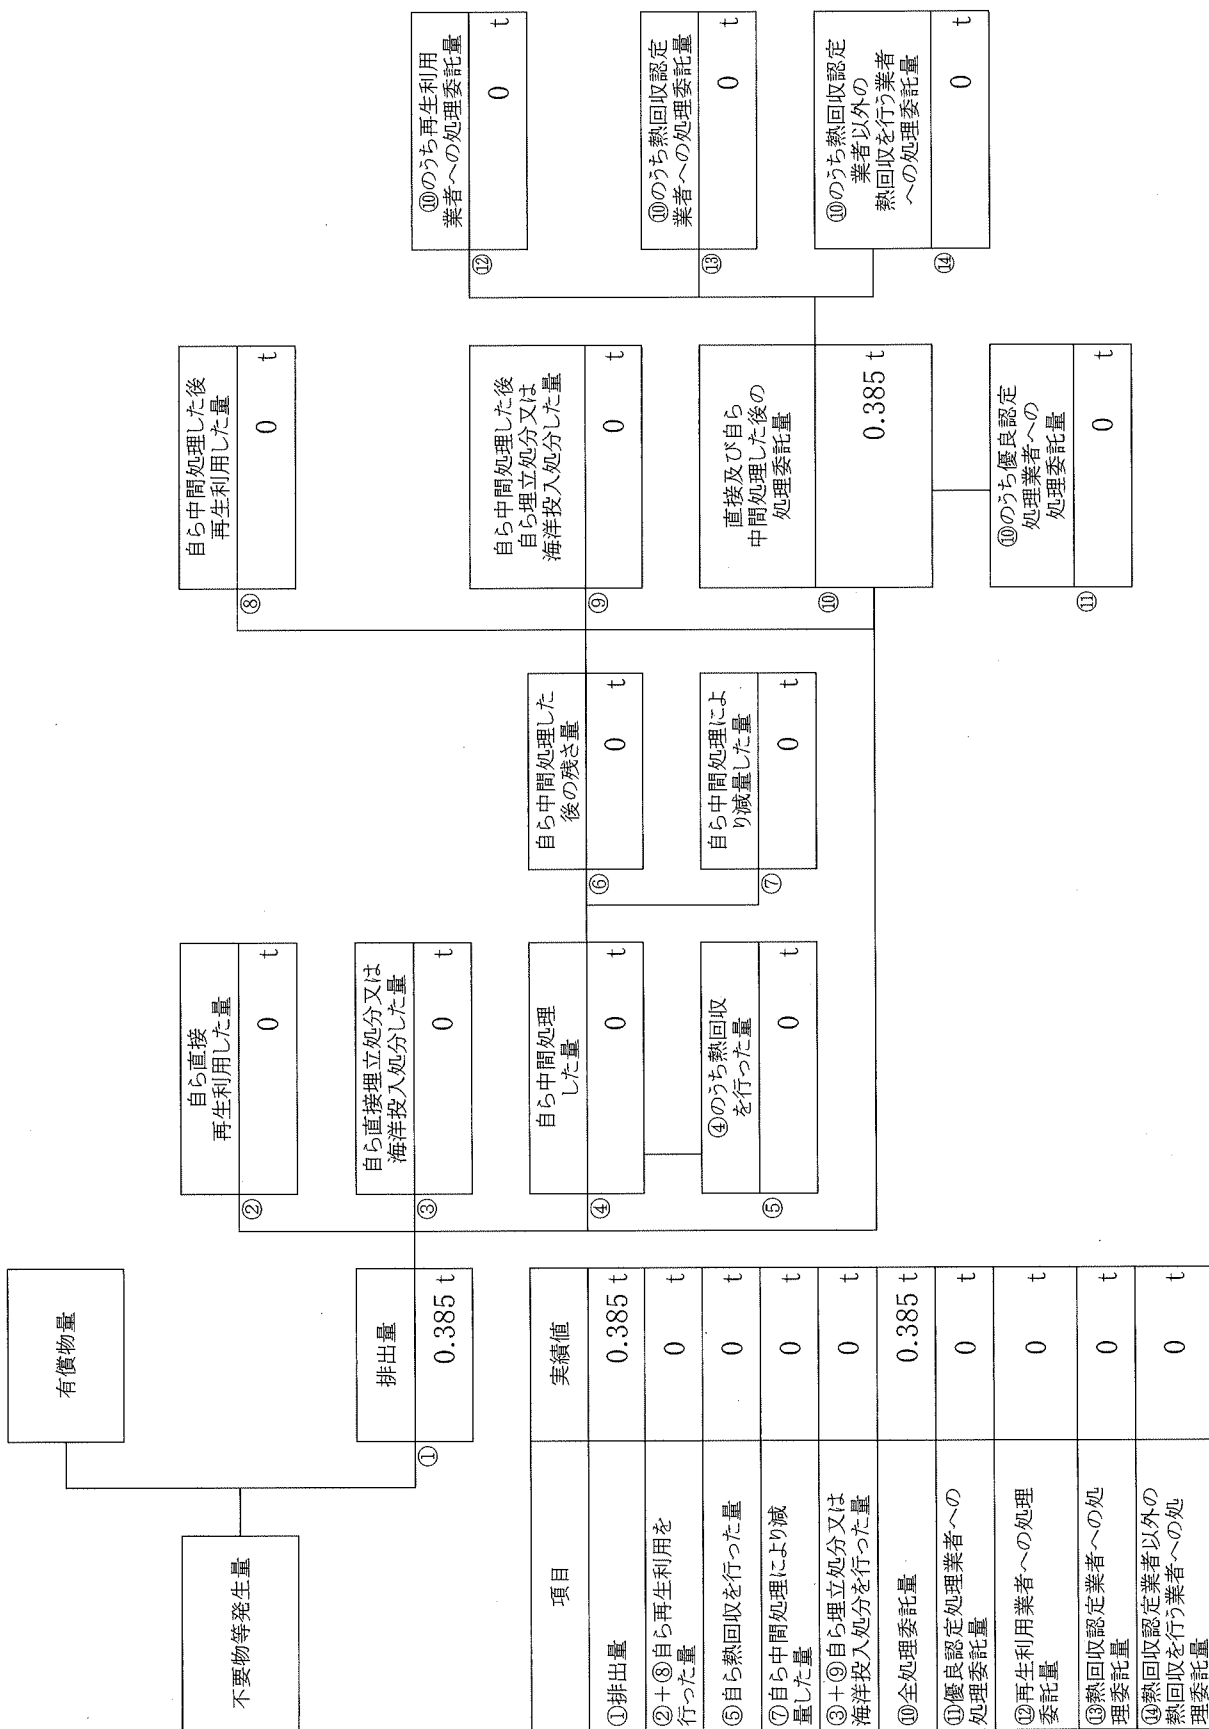 不要物等発生量
有償物量
①
排出量
0.385 t
②
自ら直接
再生利用した量
0 t
③
自ら直接埋立処分又は
海洋投入処分した量
0 t
④
自ら中間処理
した量
0 t
⑤
④のうち熱回収
を行った量
0 t
⑥
自ら中間処理した
後の残さ量
0 t
⑦
自ら中間処理によ
り減量した量
0 t
⑧
自ら中間処理した後
再生利用した量
0 t
⑨
自ら中間処理した後
自ら埋立処分又は
海洋投入処分した量
0 t
⑩
直接及び自ら
中間処理した後の
処理委託量
0.385 t
⑪
⑩のうち優良認定
処理業者への
処理委託量
0 t
⑫
⑩のうち再生利用
業者への処理委託量
0 t
⑬
⑩のうち熱回収認定
業者への処理委託量
0 t
⑭
⑩のうち熱回収認定
業者以外の
熱回収を行う業者
への処理委託量
0 t
項目 実績値
①排出量 0.385 t
②+⑧自ら再生利用を
行った量 0 t
⑤自ら熱回収を行った量 0 t
⑦自ら中間処理により減
量した量 0 t
③+⑨自ら埋立処分又は
海洋投入処分を行った量 0 t
⑩全処理委託量 0.385 t
⑪優良認定処理業者への
処理委託量 0 t
⑫再生利用業者への処理
委託量 0 t
⑬熱回収認定業者への処
理委託量 0 t
⑭熱回収認定業者以外の
熱回収を行う業者への処
理委託量 0 t